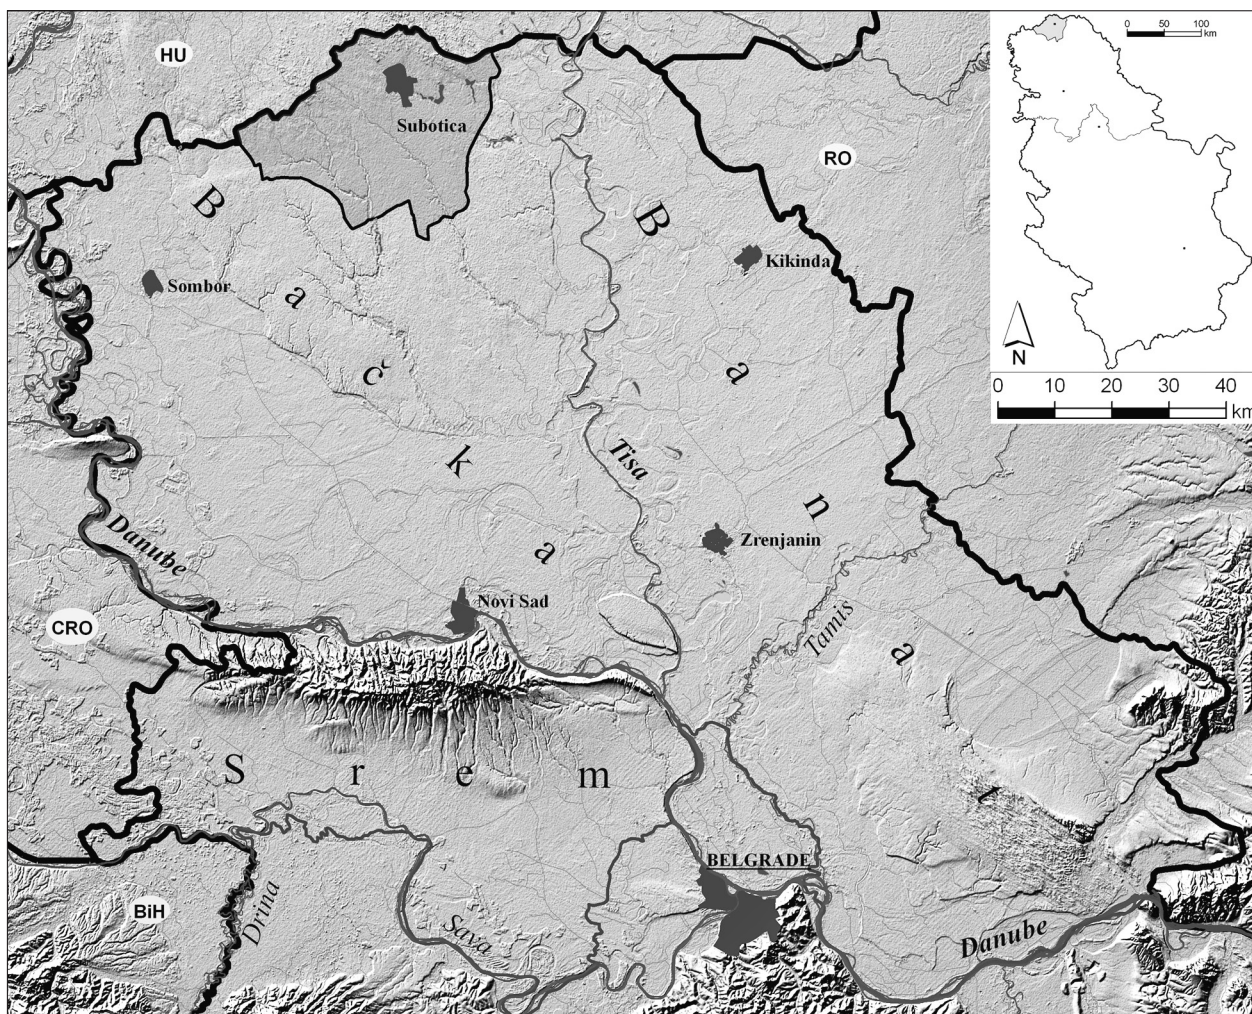 HU
0 50 100
km
Subotica
RO
B a č k a
B a n a t
Kikinda
Sombor
N
0 10 20 30 40
km
Tisa
Danube
Zrenjanin
Novi Sad
CRO
Tamis
S r e m
BELGRADE
BiH
Drina
Sava
Danube